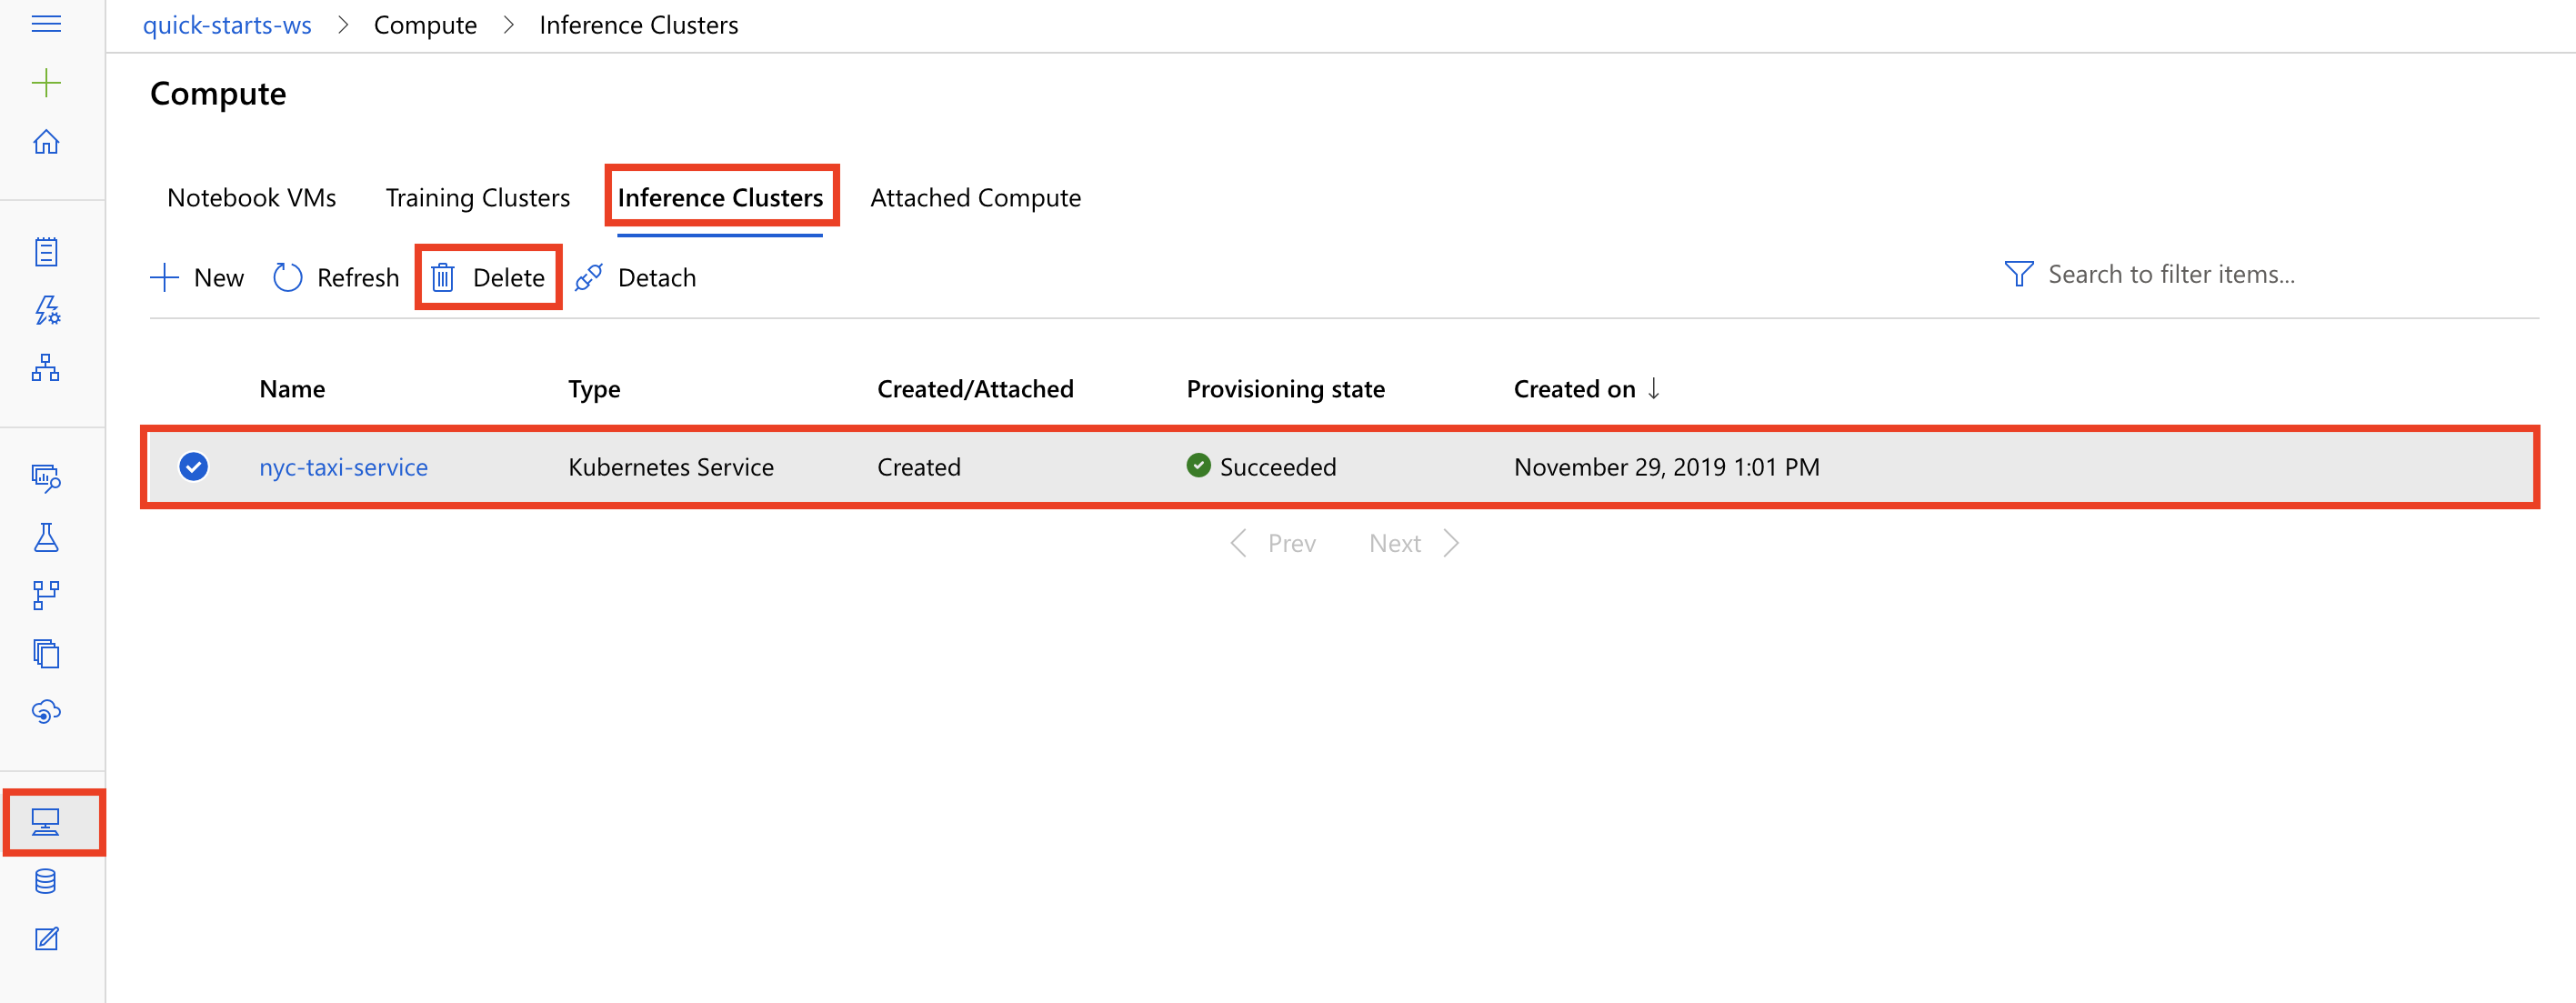 quick-starts-ws > Compute > Inference Clusters
Compute
Notebook VMs Training Clusters Inference Clusters Attached Compute
New Refresh Delete Detach Search to filter items...
Name Type Created/Attached Provisioning state Created on ↓
nyc-taxi-service Kubernetes Service Created Succeeded November 29, 2019 1:01 PM
Prev Next